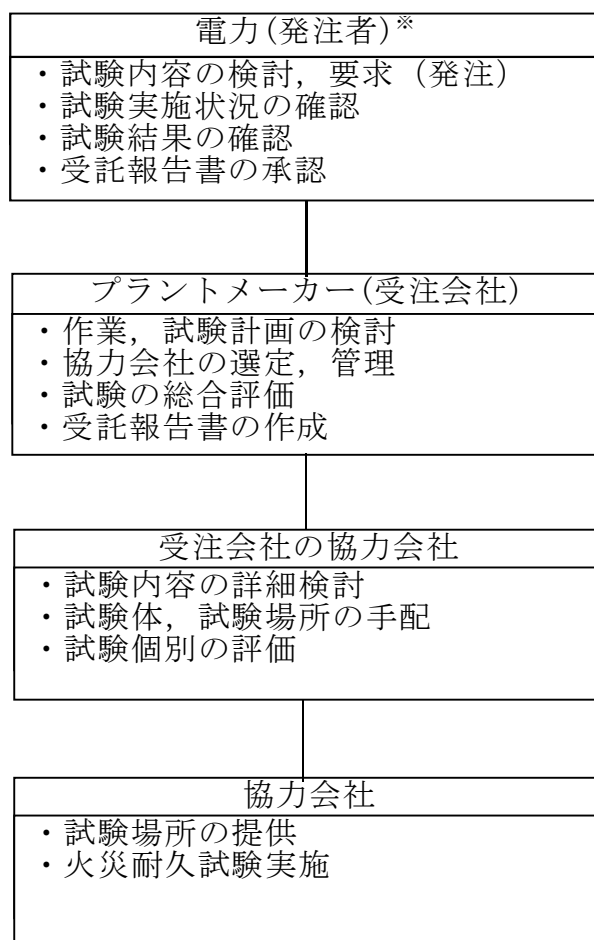 電力(発注者)※
・試験内容の検討，要求（発注）
・試験実施状況の確認
・試験結果の確認
・受託報告書の承認
プラントメーカー(受注会社)
・作業，試験計画の検討
・協力会社の選定，管理
・試験の総合評価
・受託報告書の作成
受注会社の協力会社
・試験内容の詳細検討
・試験体，試験場所の手配
・試験個別の評価
協力会社
・試験場所の提供
・火災耐久試験実施